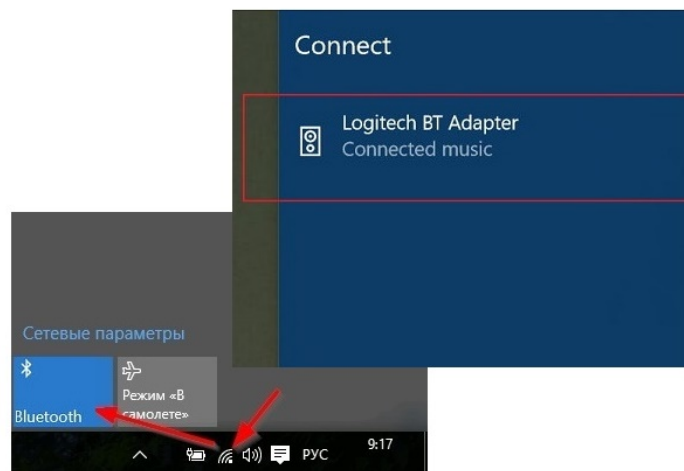 Connect
Logitech BT Adapter
Connected music
Сетевые параметры
Bluetooth
Режим «В
самолете»
РУС
9:17